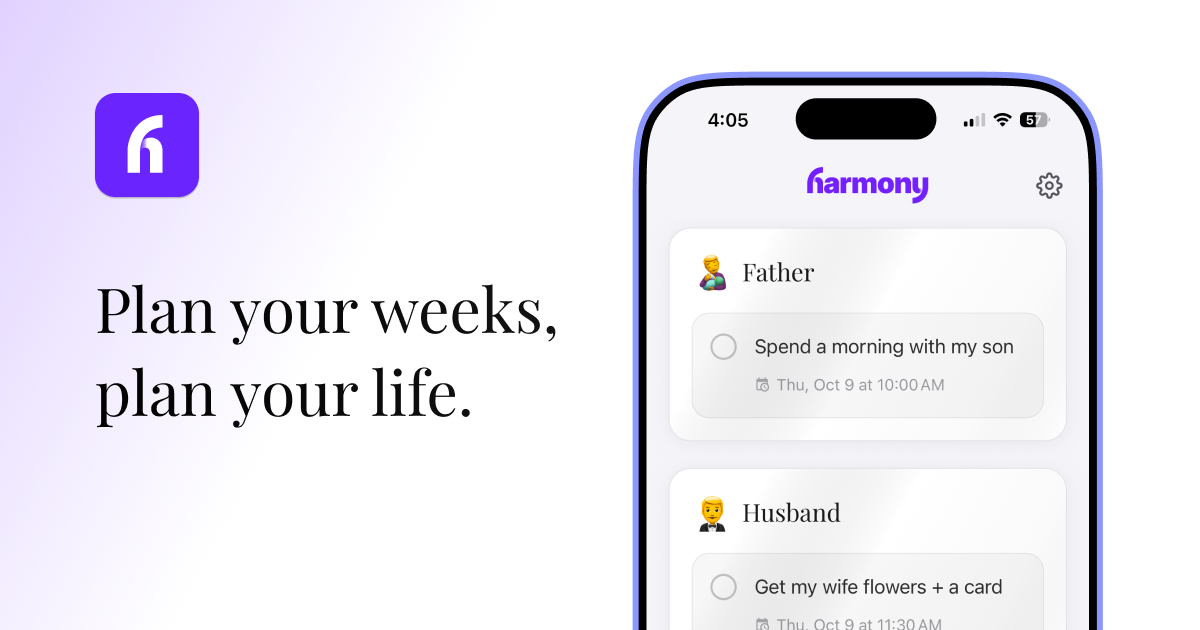 Plan your weeks,
plan your life.
4:05
57
harmony
Father
Spend a morning with my son
Thu, Oct 9 at 10:00 AM
Husband
Get my wife flowers + a card
Thu, Oct 9 at 11:30 AM